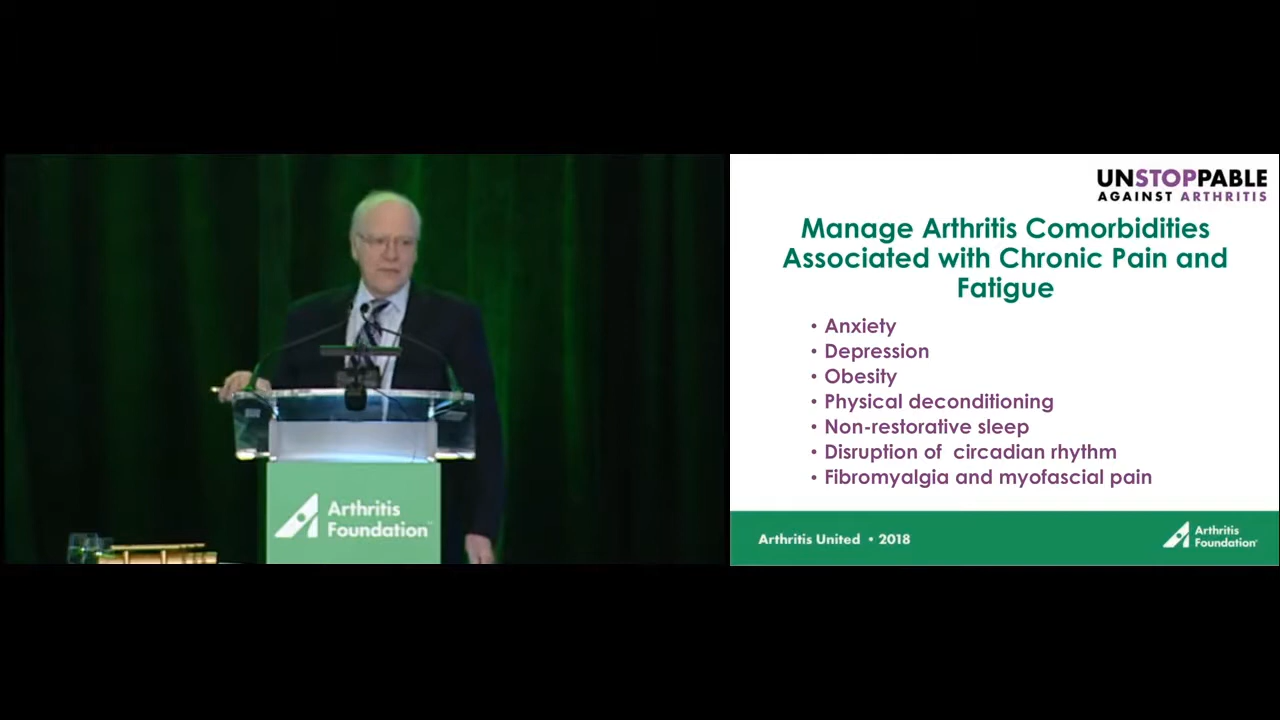 Arthritis
Foundation
UNSTOPPABLE
AGAINST ARTHRITIS
Manage Arthritis Comorbidities
Associated with Chronic Pain and
Fatigue
• Anxiety
• Depression
• Obesity
• Physical deconditioning
• Non-restorative sleep
• Disruption of circadian rhythm
• Fibromyalgia and myofascial pain
Arthritis United • 2018
Arthritis
Foundation